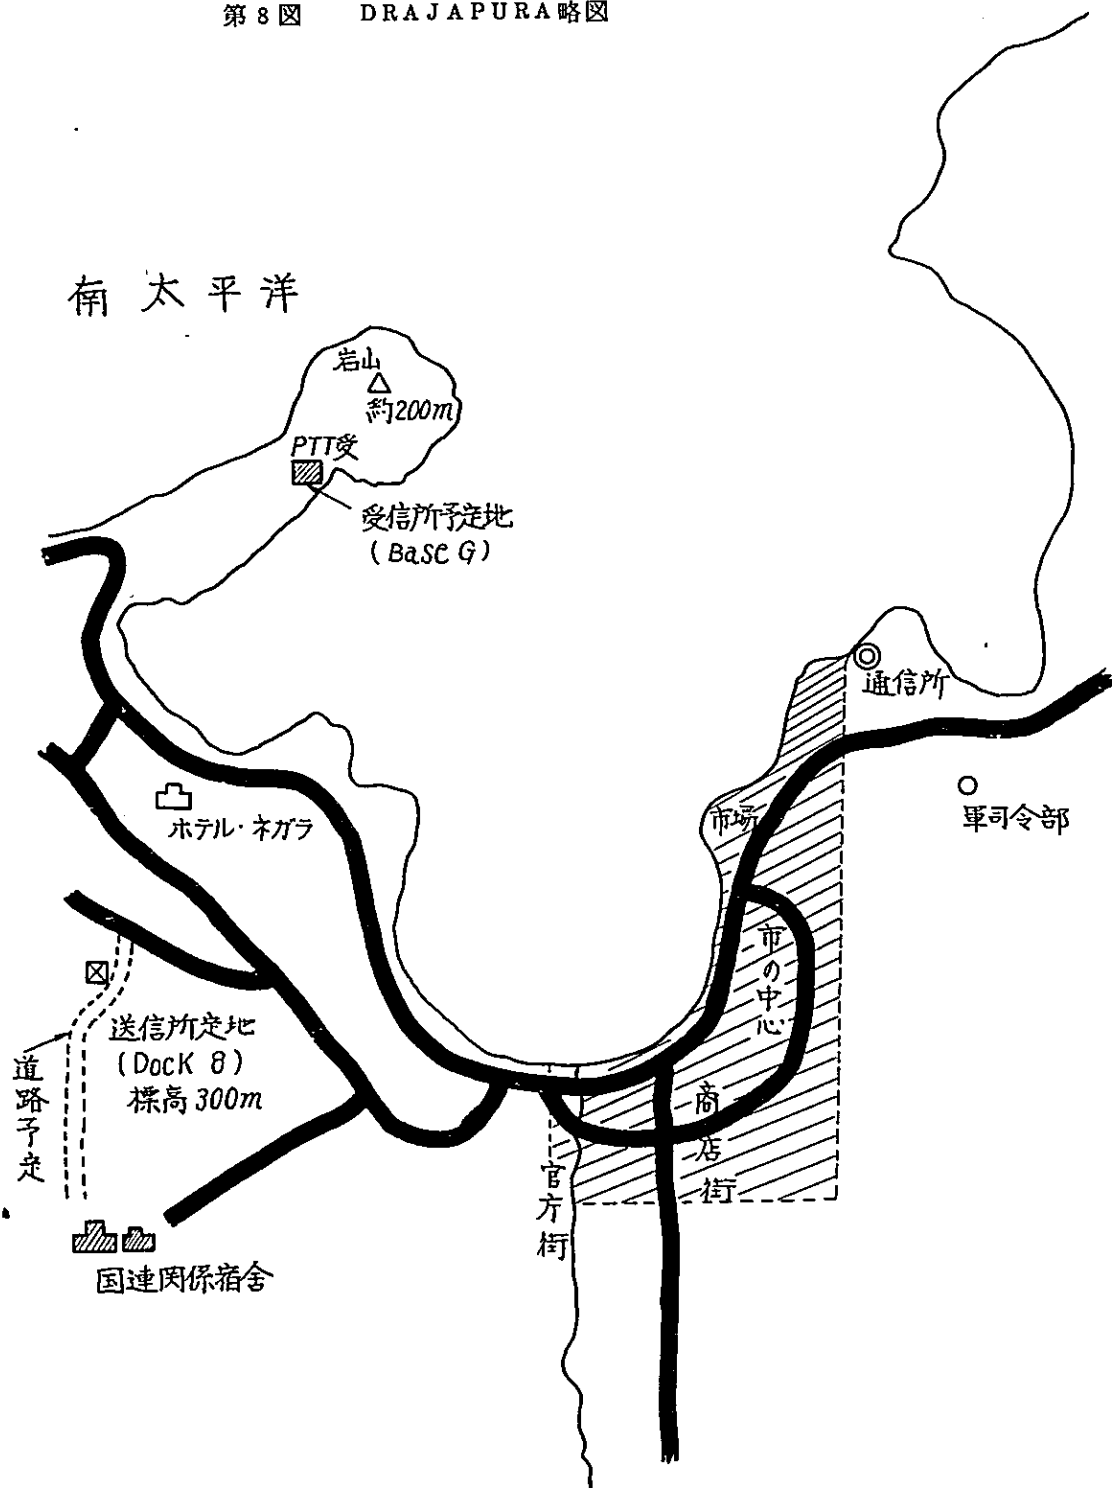 第8図 DRAJAPURA略図
南太平洋
岩山
約200m
PTT受
受信所予定地
(Base G)
通信所
軍司令部
市場
ホテル・ネガラ
市の中心
送信所定地
(Dock 8)
標高300m
道路予定
商店街
官庁街
国連関係宿舎